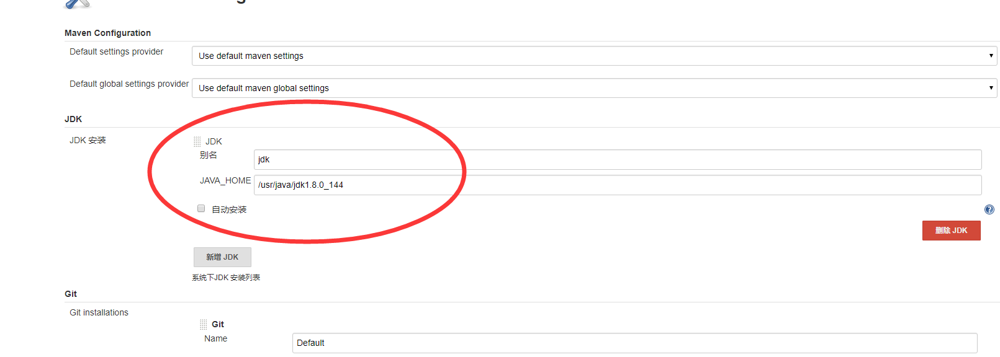 Maven Configuration
Default settings provider
Use default maven settings
Default global settings provider
Use default maven global settings
JDK
JDK 安装
JDK
别名
jdk
JAVA_HOME
/usr/java/jdk1.8.0_144
自动安装
删除 JDK
新增 JDK
系统下JDK 安装列表
Git
Git installations
Git
Name
Default